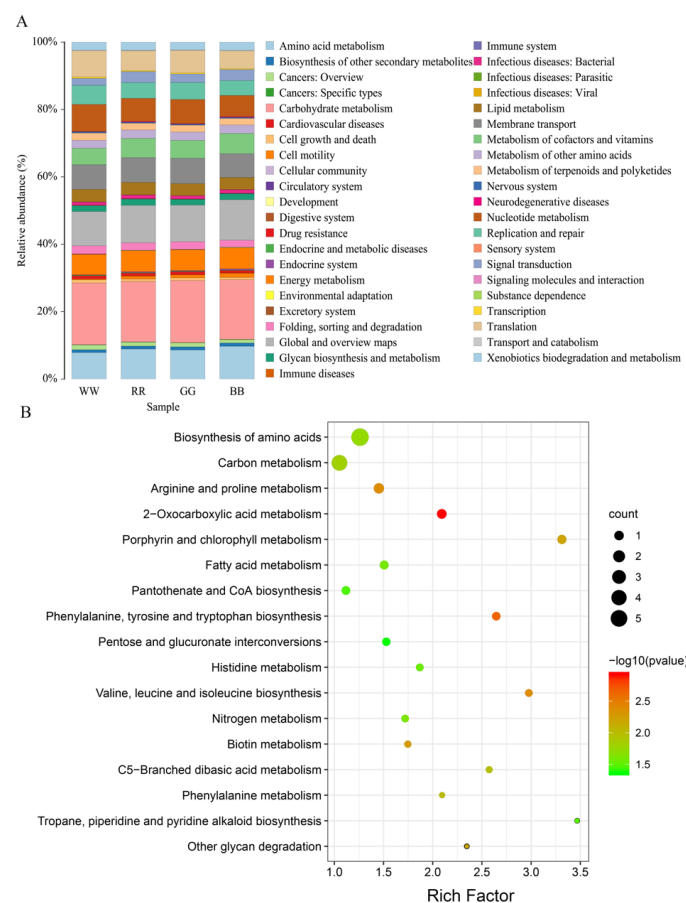 A
100%
80%
60%
40%
20%
0%
Relative abundance (%)
WW
RR
GG
BB
Sample
Amino acid metabolism
Biosynthesis of other secondary metabolites
Cancers: Overview
Cancers: Specific types
Carbohydrate metabolism
Cardiovascular diseases
Cell growth and death
Cell motility
Cellular community
Circulatory system
Development
Digestive system
Drug resistance
Endocrine and metabolic diseases
Endocrine system
Energy metabolism
Environmental adaptation
Excretory system
Folding, sorting and degradation
Global and overview maps
Glycan biosynthesis and metabolism
Immune diseases
Immune system
Infectious diseases: Bacterial
Infectious diseases: Parasitic
Infectious diseases: Viral
Lipid metabolism
Membrane transport
Metabolism of cofactors and vitamins
Metabolism of other amino acids
Metabolism of terpenoids and polyketides
Nervous system
Neurodegenerative diseases
Nucleotide metabolism
Replication and repair
Sensory system
Signal transduction
Signaling molecules and interaction
Substance dependence
Transcription
Translation
Transport and catabolism
Xenobiotics biodegradation and metabolism
B
Biosynthesis of amino acids
Carbon metabolism
Arginine and proline metabolism
2−Oxocarboxylic acid metabolism
Porphyrin and chlorophyll metabolism
Fatty acid metabolism
Pantothenate and CoA biosynthesis
Phenylalanine, tyrosine and tryptophan biosynthesis
Pentose and glucuronate interconversions
Histidine metabolism
Valine, leucine and isoleucine biosynthesis
Nitrogen metabolism
Biotin metabolism
C5−Branched dibasic acid metabolism
Phenylalanine metabolism
Tropane, piperidine and pyridine alkaloid biosynthesis
Other glycan degradation
1.0
1.5
2.0
2.5
3.0
3.5
Rich Factor
count
1
2
3
4
5
−log10(pvalue)
2.5
2.0
1.5